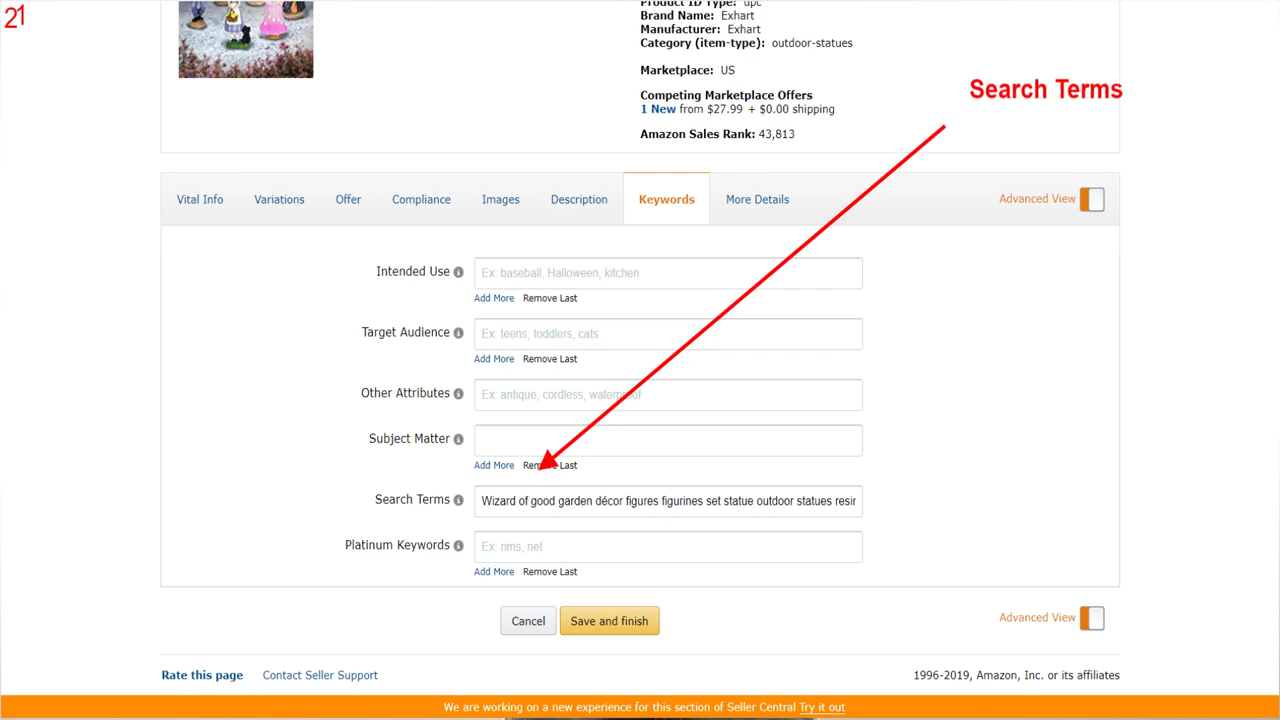 21
Product ID Type: upc
Brand Name: Exhart
Manufacturer: Exhart
Category (item-type): outdoor-statues
Marketplace: US
Search Terms
Competing Marketplace Offers
1 New from $27.99 + $0.00 shipping
Amazon Sales Rank: 43,813
Vital Info Variations Offer Compliance Images Description Keywords More Details Advanced View
Intended Use Ex: baseball, Halloween, kitchen
Add More Remove Last
Target Audience Ex: teens, toddlers, cats
Add More Remove Last
Other Attributes Ex: antique, cordless, waterproof
Subject Matter
Add More Remove Last
Search Terms Wizard of good garden décor figures figurines set statue outdoor statues resin
Platinum Keywords Ex: rims, net
Add More Remove Last
Cancel Save and finish Advanced View
Rate this page Contact Seller Support 1996-2019, Amazon, Inc. or its affiliates
We are working on a new experience for this section of Seller Central Try it out